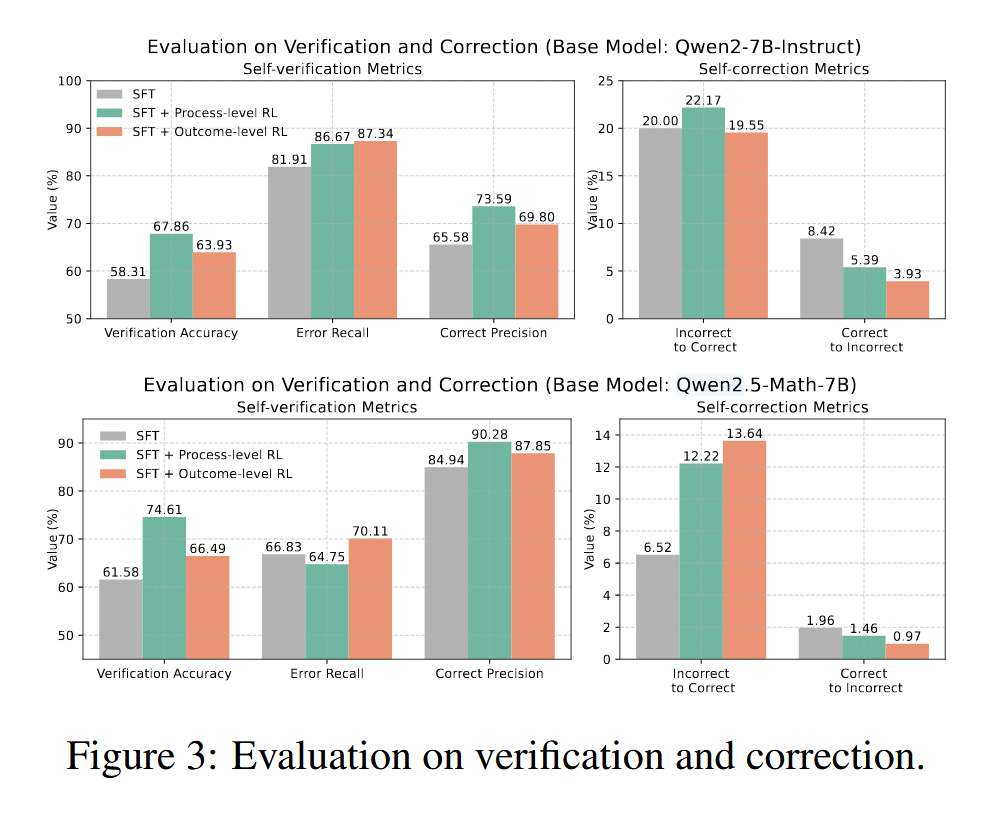 Evaluation on Verification and Correction (Base Model: Qwen2-7B-Instruct)
Self-verification Metrics
Value (%)
100
90
80
70
60
50
SFT
SFT + Process-level RL
SFT + Outcome-level RL
58.31
67.86
63.93
81.91
86.67
87.34
65.58
73.59
69.80
Verification Accuracy
Error Recall
Correct Precision
Self-correction Metrics
Value (%)
25
20
15
10
5
0
20.00
22.17
19.55
8.42
5.39
3.93
Incorrect
to Correct
Correct
to Incorrect
Evaluation on Verification and Correction (Base Model: Qwen2.5-Math-7B)
Self-verification Metrics
Value (%)
90
80
70
60
50
SFT
SFT + Process-level RL
SFT + Outcome-level RL
61.58
74.61
66.49
66.83
64.75
70.11
84.94
90.28
87.85
Verification Accuracy
Error Recall
Correct Precision
Self-correction Metrics
Value (%)
14
12
10
8
6
4
2
0
6.52
12.22
13.64
1.96
1.46
0.97
Incorrect
to Correct
Correct
to Incorrect
Figure 3: Evaluation on verification and correction.